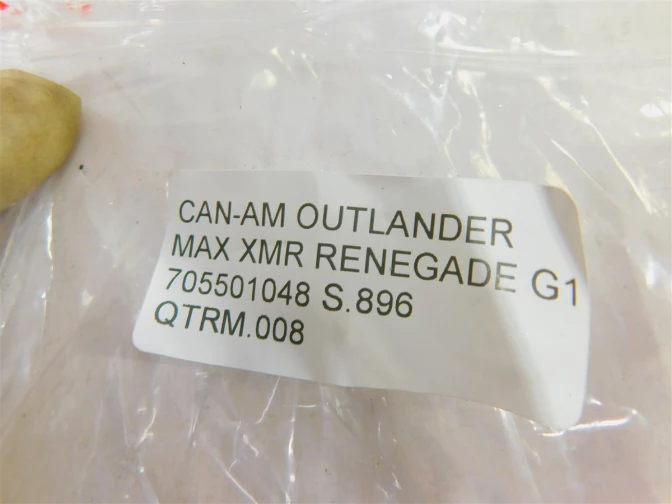 CAN-AM OUTLANDER
MAX XMR RENEGADE G1
705501048 S.896
QTRM.008